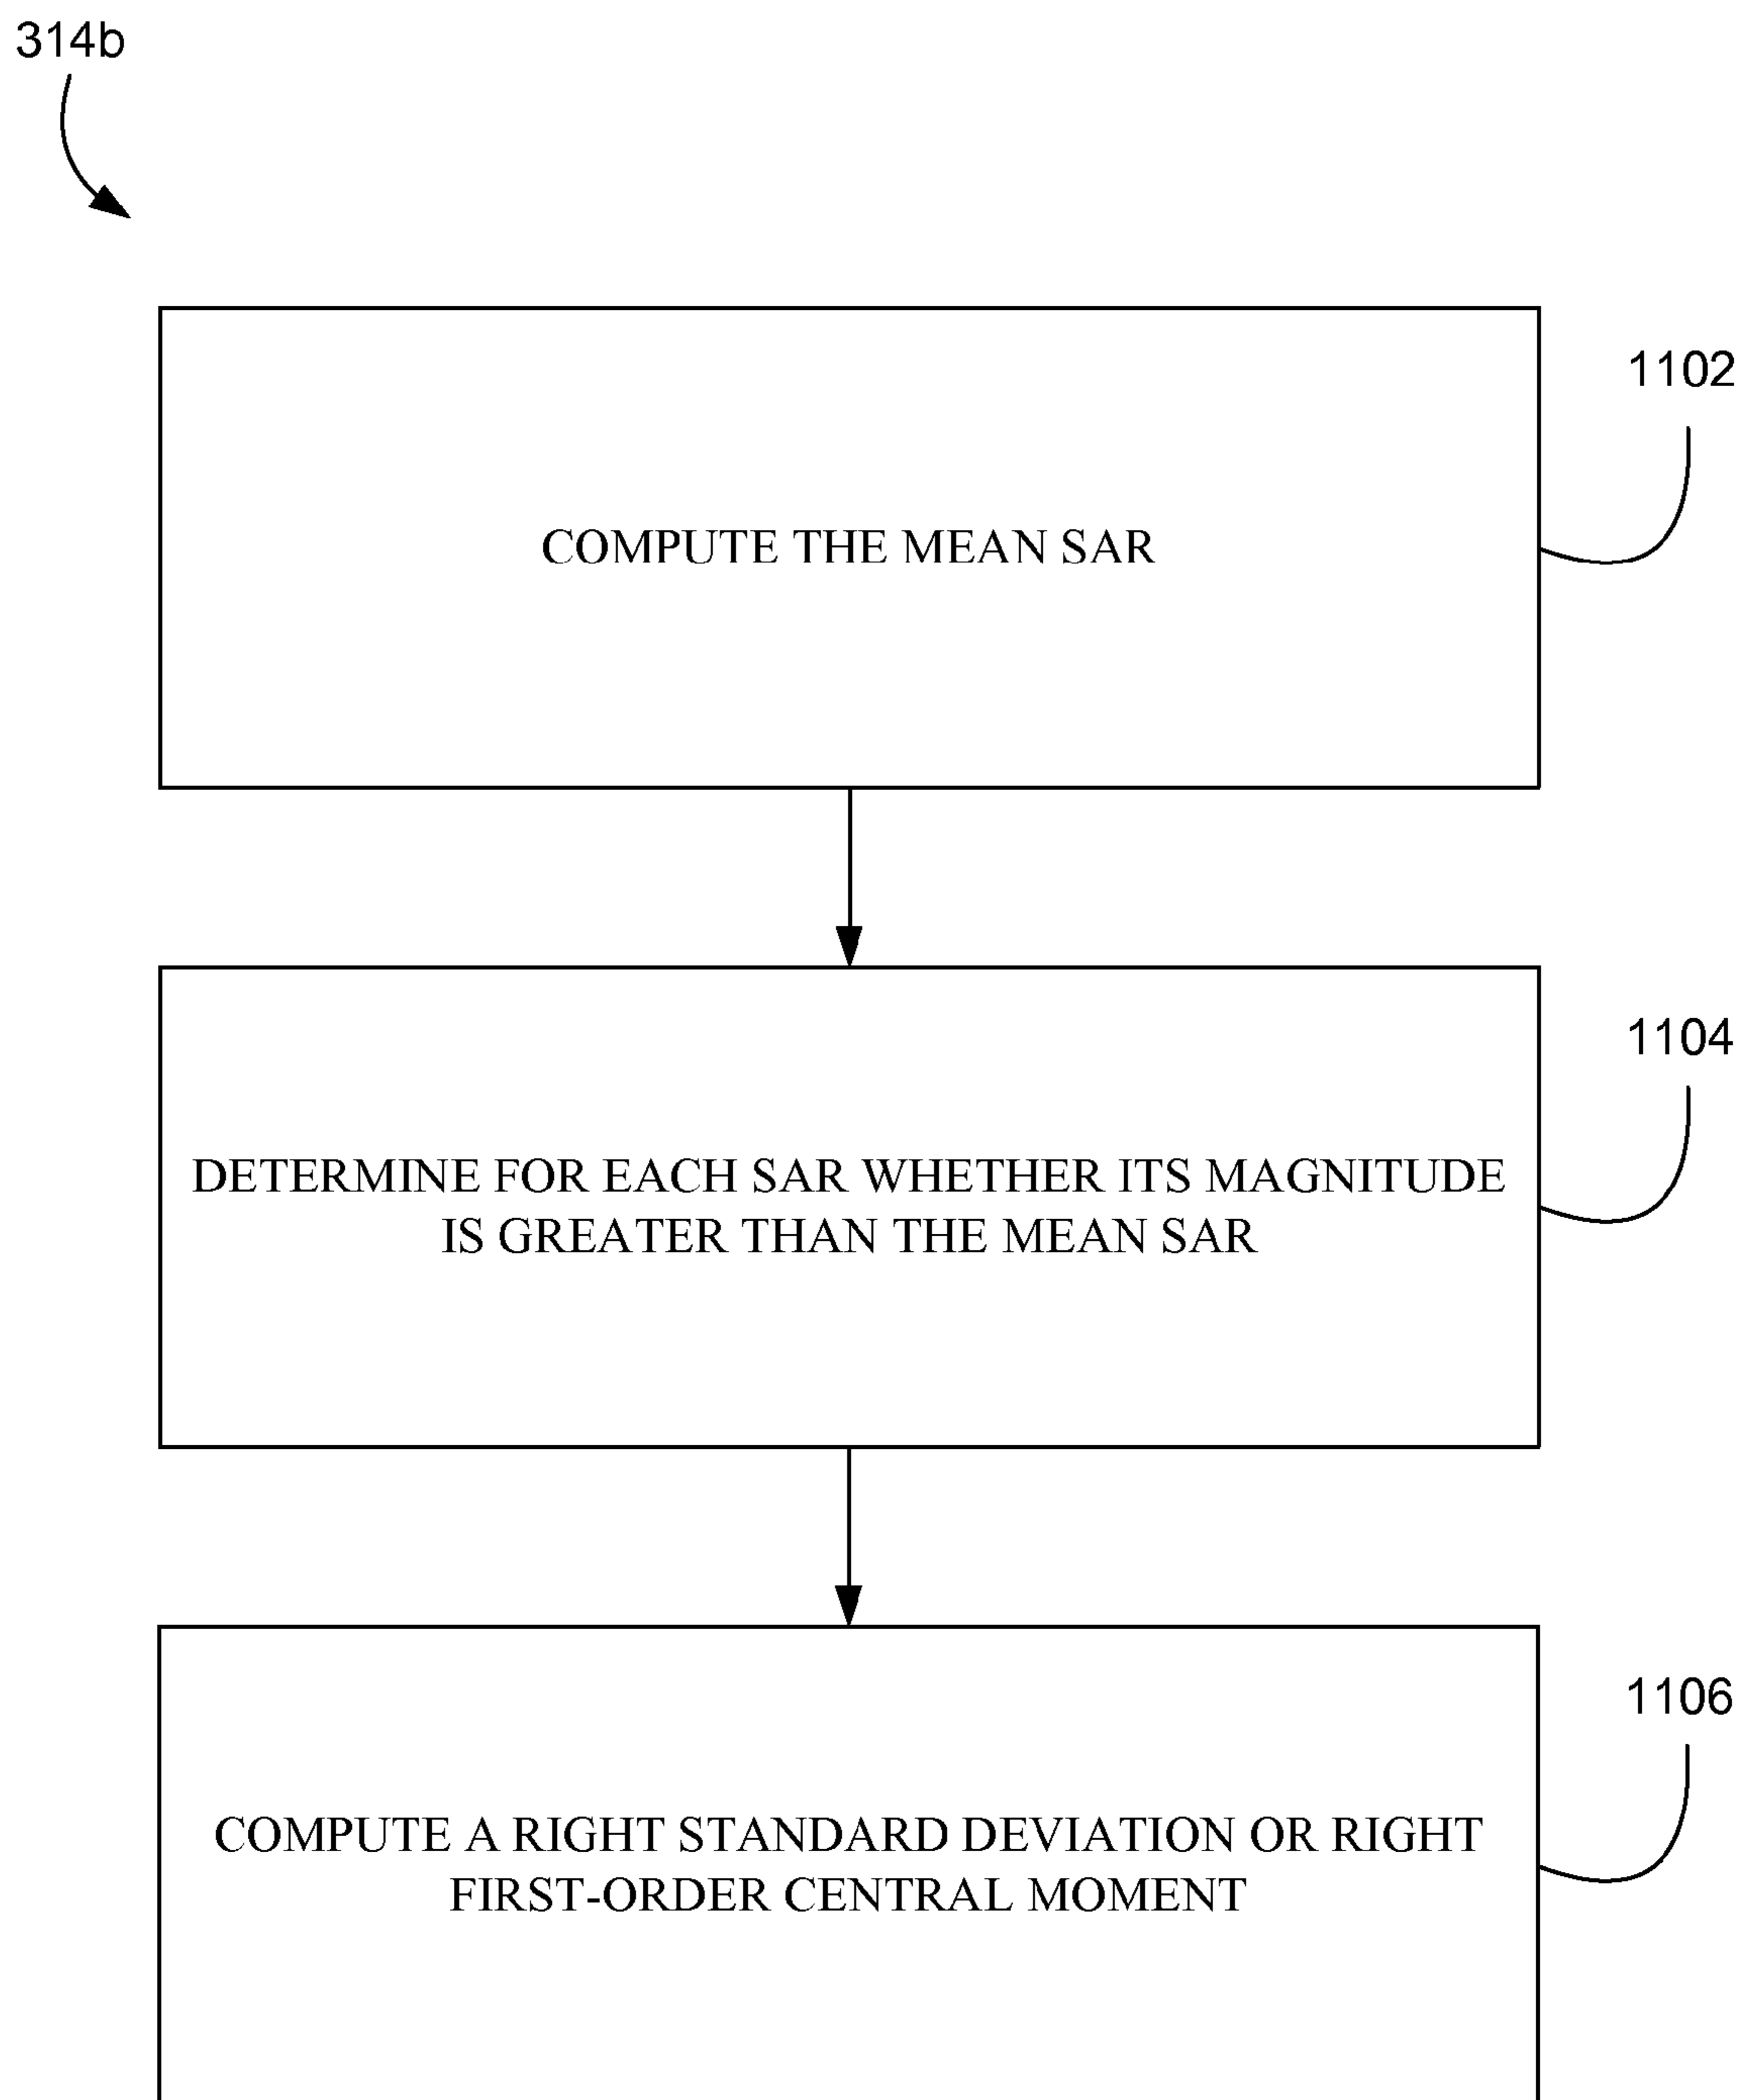 314b
1102
COMPUTE THE MEAN SAR
1104
DETERMINE FOR EACH SAR WHETHER ITS MAGNITUDE
IS GREATER THAN THE MEAN SAR
1106
COMPUTE A RIGHT STANDARD DEVIATION OR RIGHT
FIRST-ORDER CENTRAL MOMENT